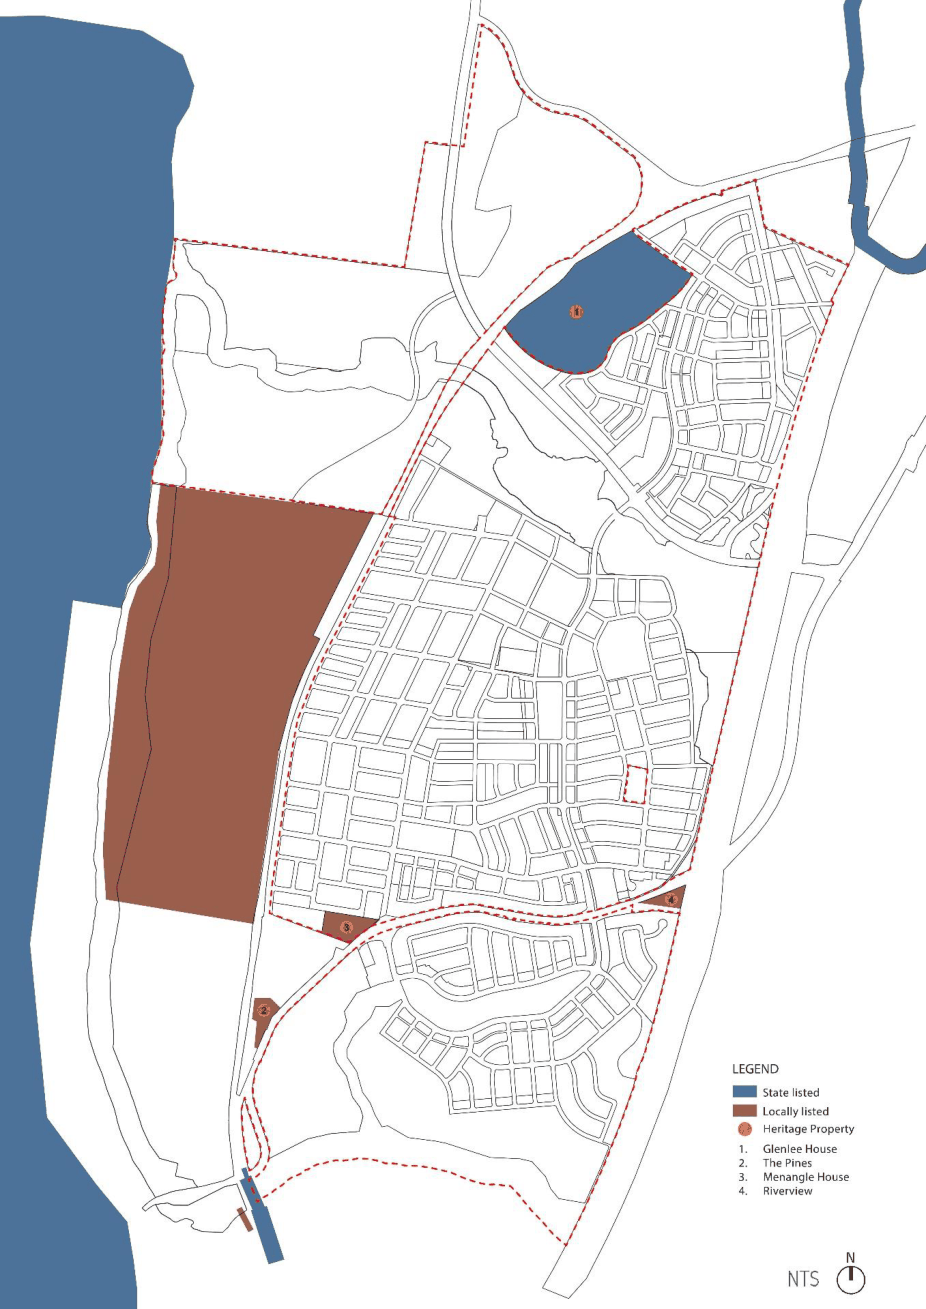 1
4
3
2
LEGEND
State listed
Locally listed
Heritage Property
1. Glenlee House
2. The Pines
3. Menangle House
4. Riverview
N
NTS